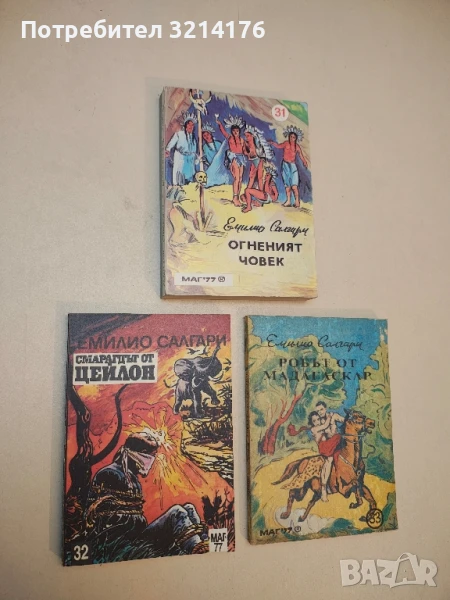 Потребител 3214176
31
Емилио Салгари
ОГНЕНИЯТ
ЧОВЕК
МАГ'77
ЕМИЛИО САЛГАРИ
СМАРАГДЪТ ОТ
ЦЕЙЛОН
32
МАГ
77
Емилио Салгари
РОБЪТ ОТ
МАДАГАСКАР
МАГ'77
33
BAZAR.bg